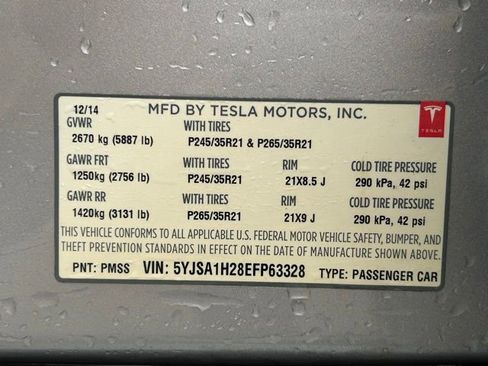 12/14 MFD BY TESLA MOTORS, INC.
TESLA
GVWR WITH TIRES
2670 kg (5887 lb) P245/35R21 & P265/35R21
GAWR FRT WITH TIRES RIM COLD TIRE PRESSURE
1250kg (2756 lb) P245/35R21 21X8.5 J 290 kPa, 42 psi
GAWR RR WITH TIRES RIM COLD TIRE PRESSURE
1420kg (3131 lb) P265/35R21 21X9 J 290 kPa, 42 psi
THIS VEHICLE CONFORMS TO ALL APPLICABLE U.S. FEDERAL MOTOR VEHICLE SAFETY, BUMPER, AND
THEFT PREVENTION STANDARDS IN EFFECT ON THE DATE OF MANUFACTURE SHOWN ABOVE.
PNT: PMSS VIN: 5YJSA1H28EFP63328 TYPE: PASSENGER CAR